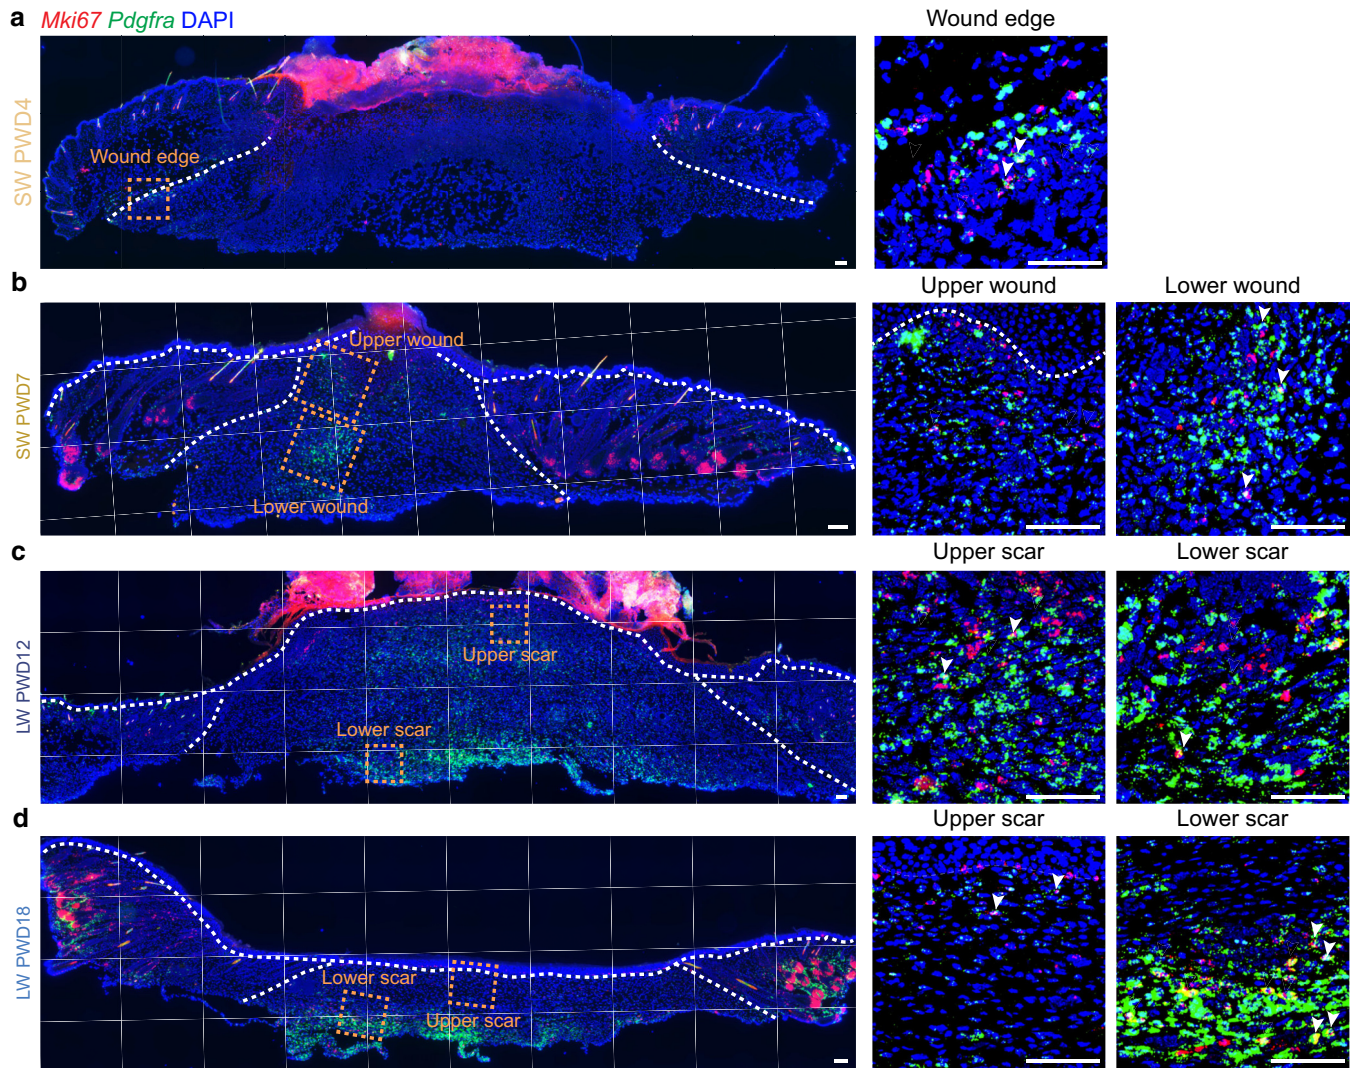 a
Mki67 Pdgfra DAPI
Wound edge
SW PWD4
Wound edge
b
Upper wound
Lower wound
SW PWD7
Upper wound
Lower wound
c
Upper scar
Lower scar
LW PWD12
Upper scar
Lower scar
d
Upper scar
Lower scar
LW PWD18
Lower scar
Upper scar